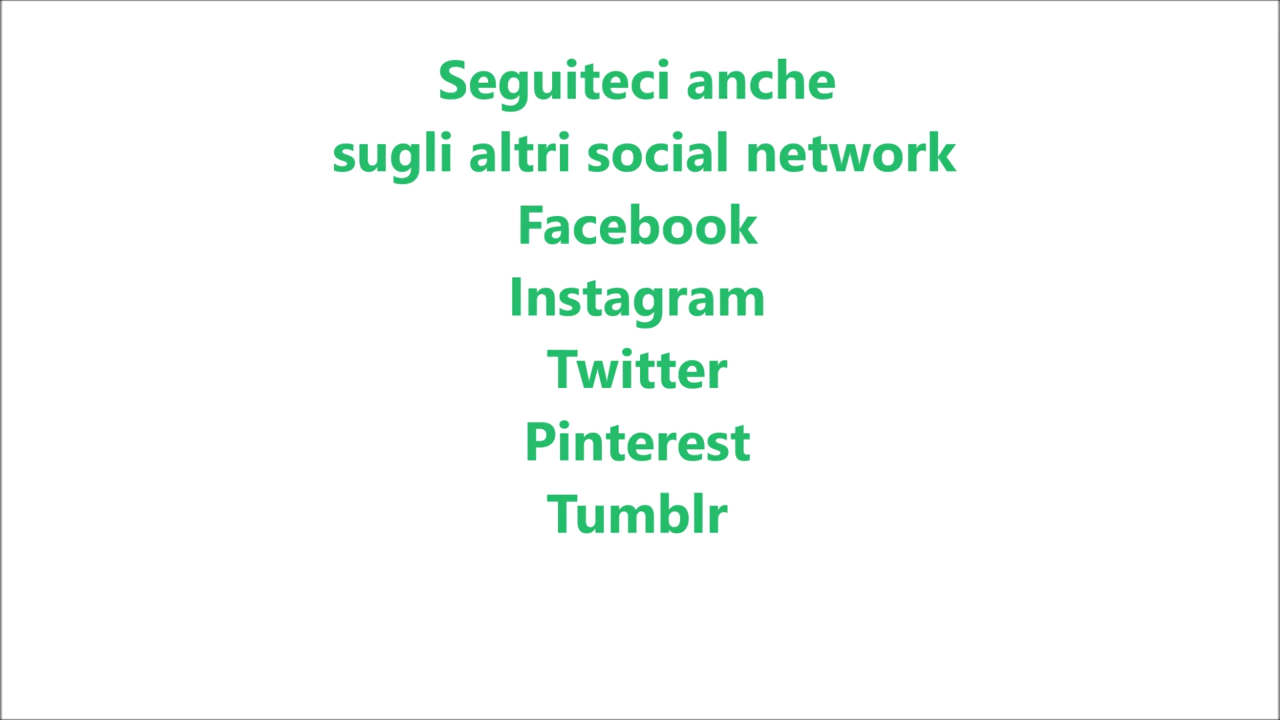 Seguiteci anche
sugli altri social network
Facebook
Instagram
Twitter
Pinterest
Tumblr